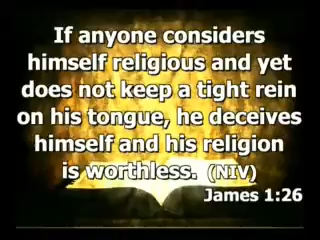 If anyone considers
himself religious and yet
does not keep a tight rein
on his tongue, he deceives
himself and his religion
is worthless. (NIV)
James 1:26